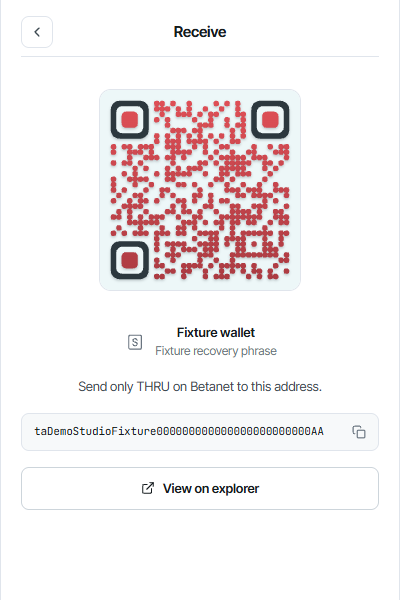 Receive
S
Fixture wallet
Fixture recovery phrase
Send only THRU on Betanet to this address.
taDemoStudioFixture000000000000000000000000AA
View on explorer